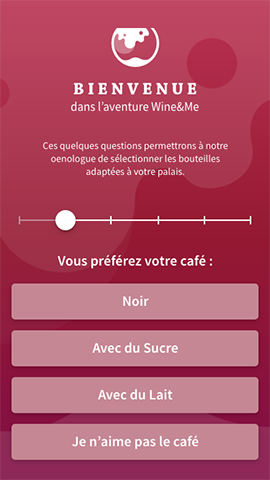 BIENVENUE
dans l'aventure Wine&Me
Ces quelques questions permettrons à notre
oenologue de sélectionner les bouteilles
adaptées à votre palais.
Vous préférez votre café :
Noir
Avec du Sucre
Avec du Lait
Je n'aime pas le café